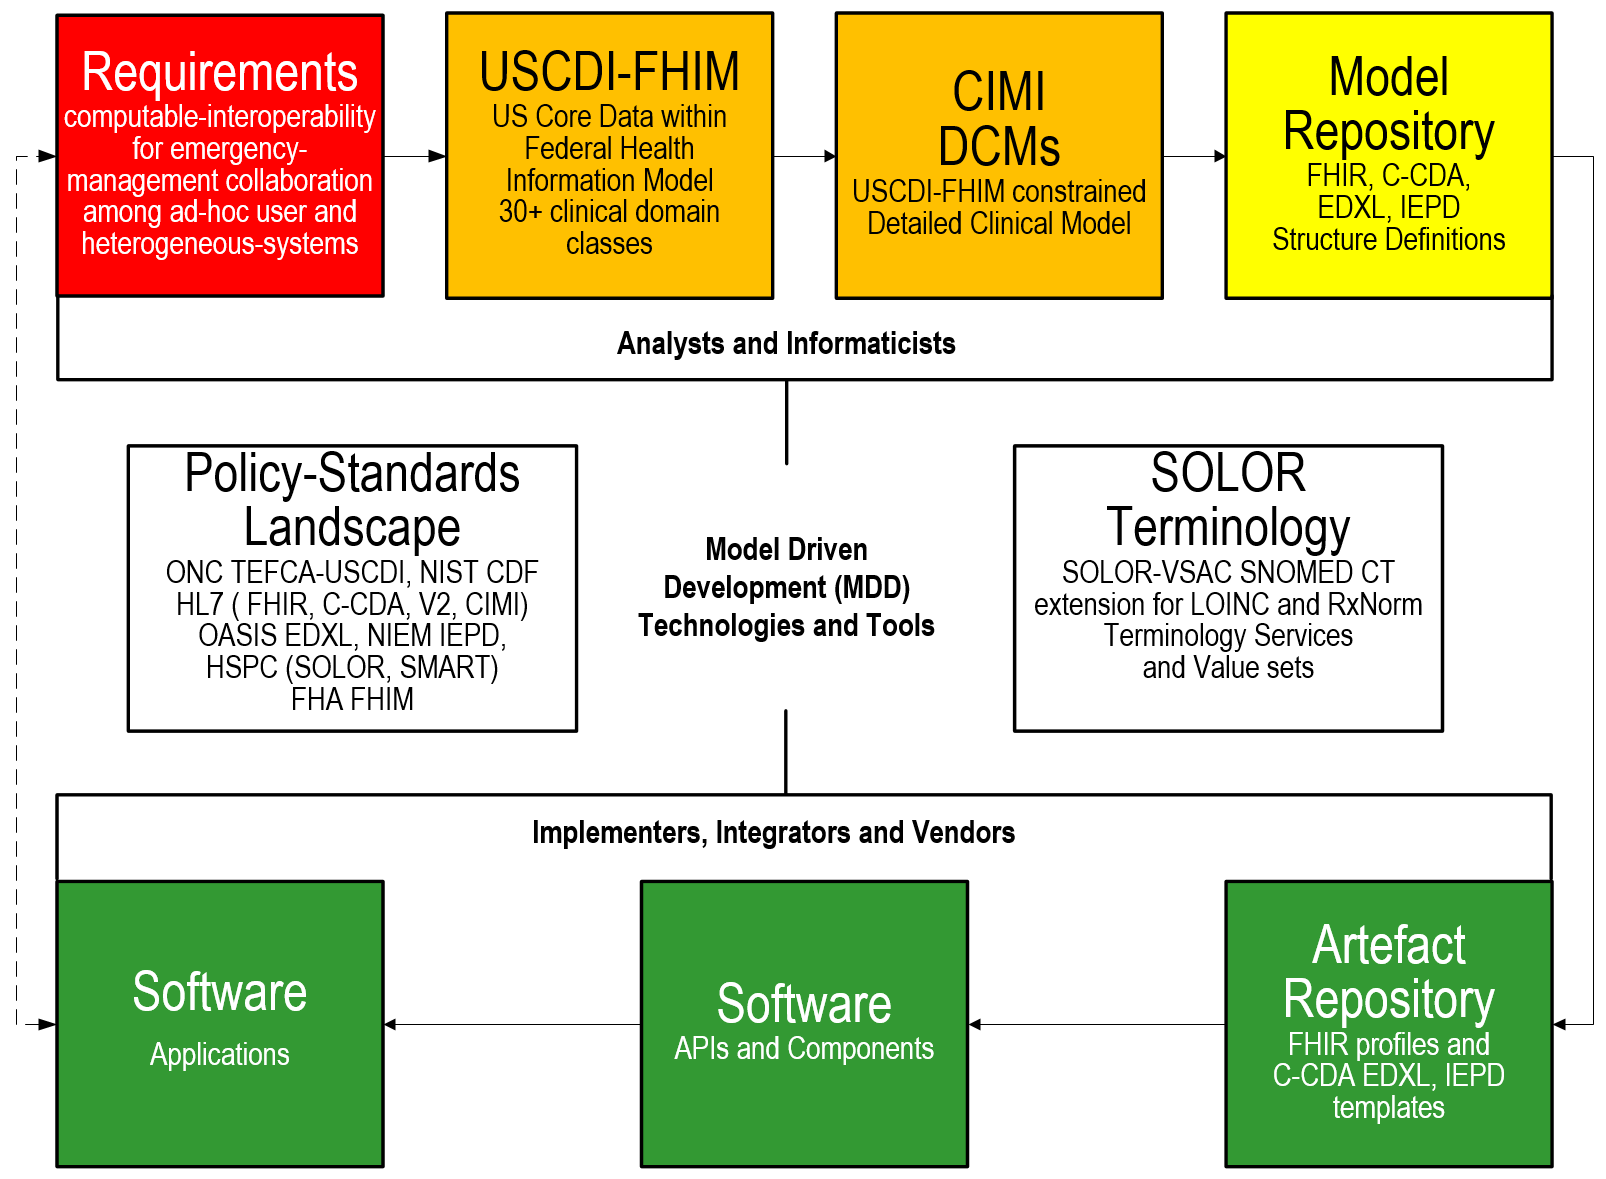 Requirements
computable-interoperability
for emergency-
management collaboration
among ad-hoc user and
heterogeneous-systems
USCDI-FHIM
US Core Data within
Federal Health
Information Model
30+ clinical domain
classes
CIMI
DCMs
USCDI-FHIM constrained
Detailed Clinical Model
Model
Repository
FHIR, C-CDA,
EDXL, IEPD
Structure Definitions
Analysts and Informaticists
Policy-Standards
Landscape
ONC TEFCA-USCDI, NIST CDF
HL7 ( FHIR, C-CDA, V2, CIMI)
OASIS EDXL, NIEM IEPD,
HSPC (SOLOR, SMART)
FHA FHIM
Model Driven
Development (MDD)
Technologies and Tools
SOLOR
Terminology
SOLOR-VSAC SNOMED CT
extension for LOINC and RxNorm
Terminology Services
and Value sets
Implementers, Integrators and Vendors
Software
Applications
Software
APIs and Components
Artefact
Repository
FHIR profiles and
C-CDA EDXL, IEPD
templates